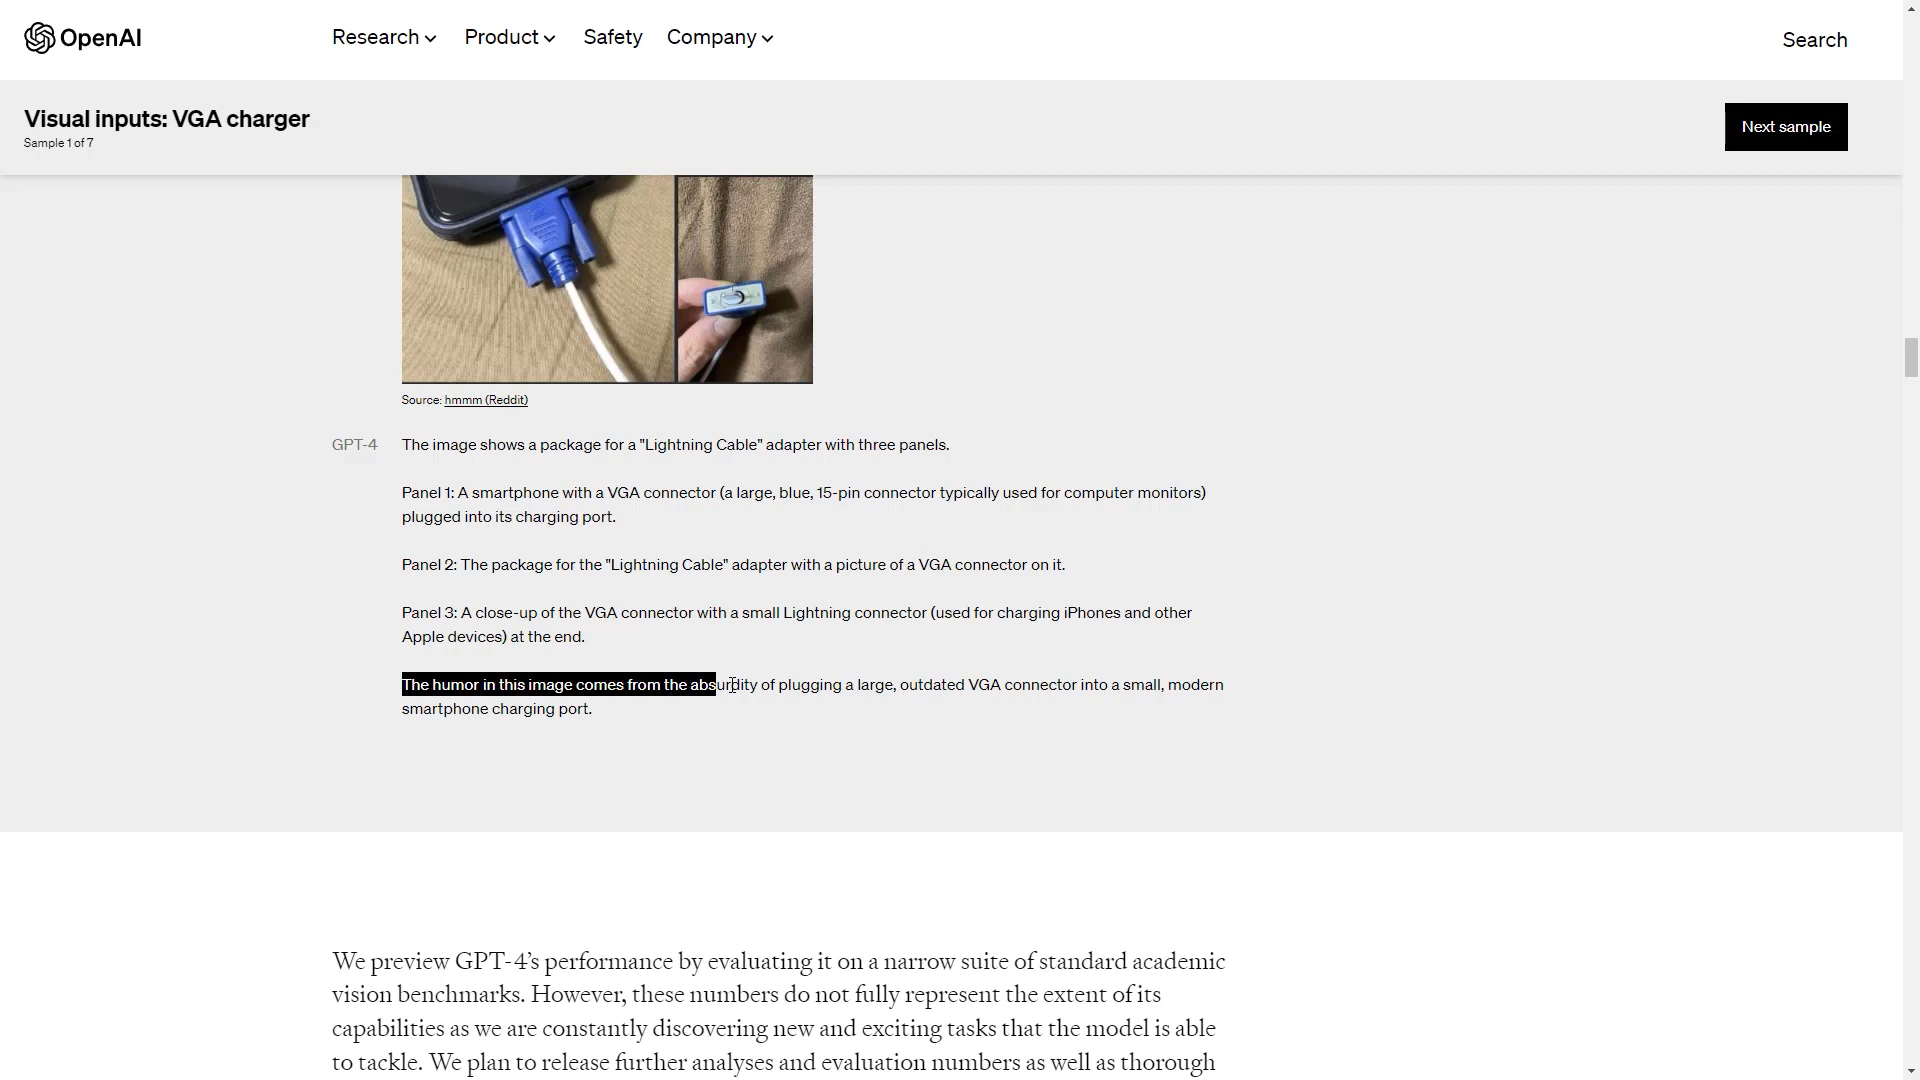 OpenAI
Research
Product
Safety
Company
Search
Visual inputs: VGA charger
Sample 1 of 7
Next sample
Source: hmmm (Reddit)
GPT-4
The image shows a package for a "Lightning Cable" adapter with three panels.
Panel 1: A smartphone with a VGA connector (a large, blue, 15-pin connector typically used for computer monitors)
plugged into its charging port.
Panel 2: The package for the "Lightning Cable" adapter with a picture of a VGA connector on it.
Panel 3: A close-up of the VGA connector with a small Lightning connector (used for charging iPhones and other
Apple devices) at the end.
The humor in this image comes from the absurdity of plugging a large, outdated VGA connector into a small, modern
smartphone charging port.
We preview GPT-4’s performance by evaluating it on a narrow suite of standard academic
vision benchmarks. However, these numbers do not fully represent the extent of its
capabilities as we are constantly discovering new and exciting tasks that the model is able
to tackle. We plan to release further analyses and evaluation numbers as well as thorough